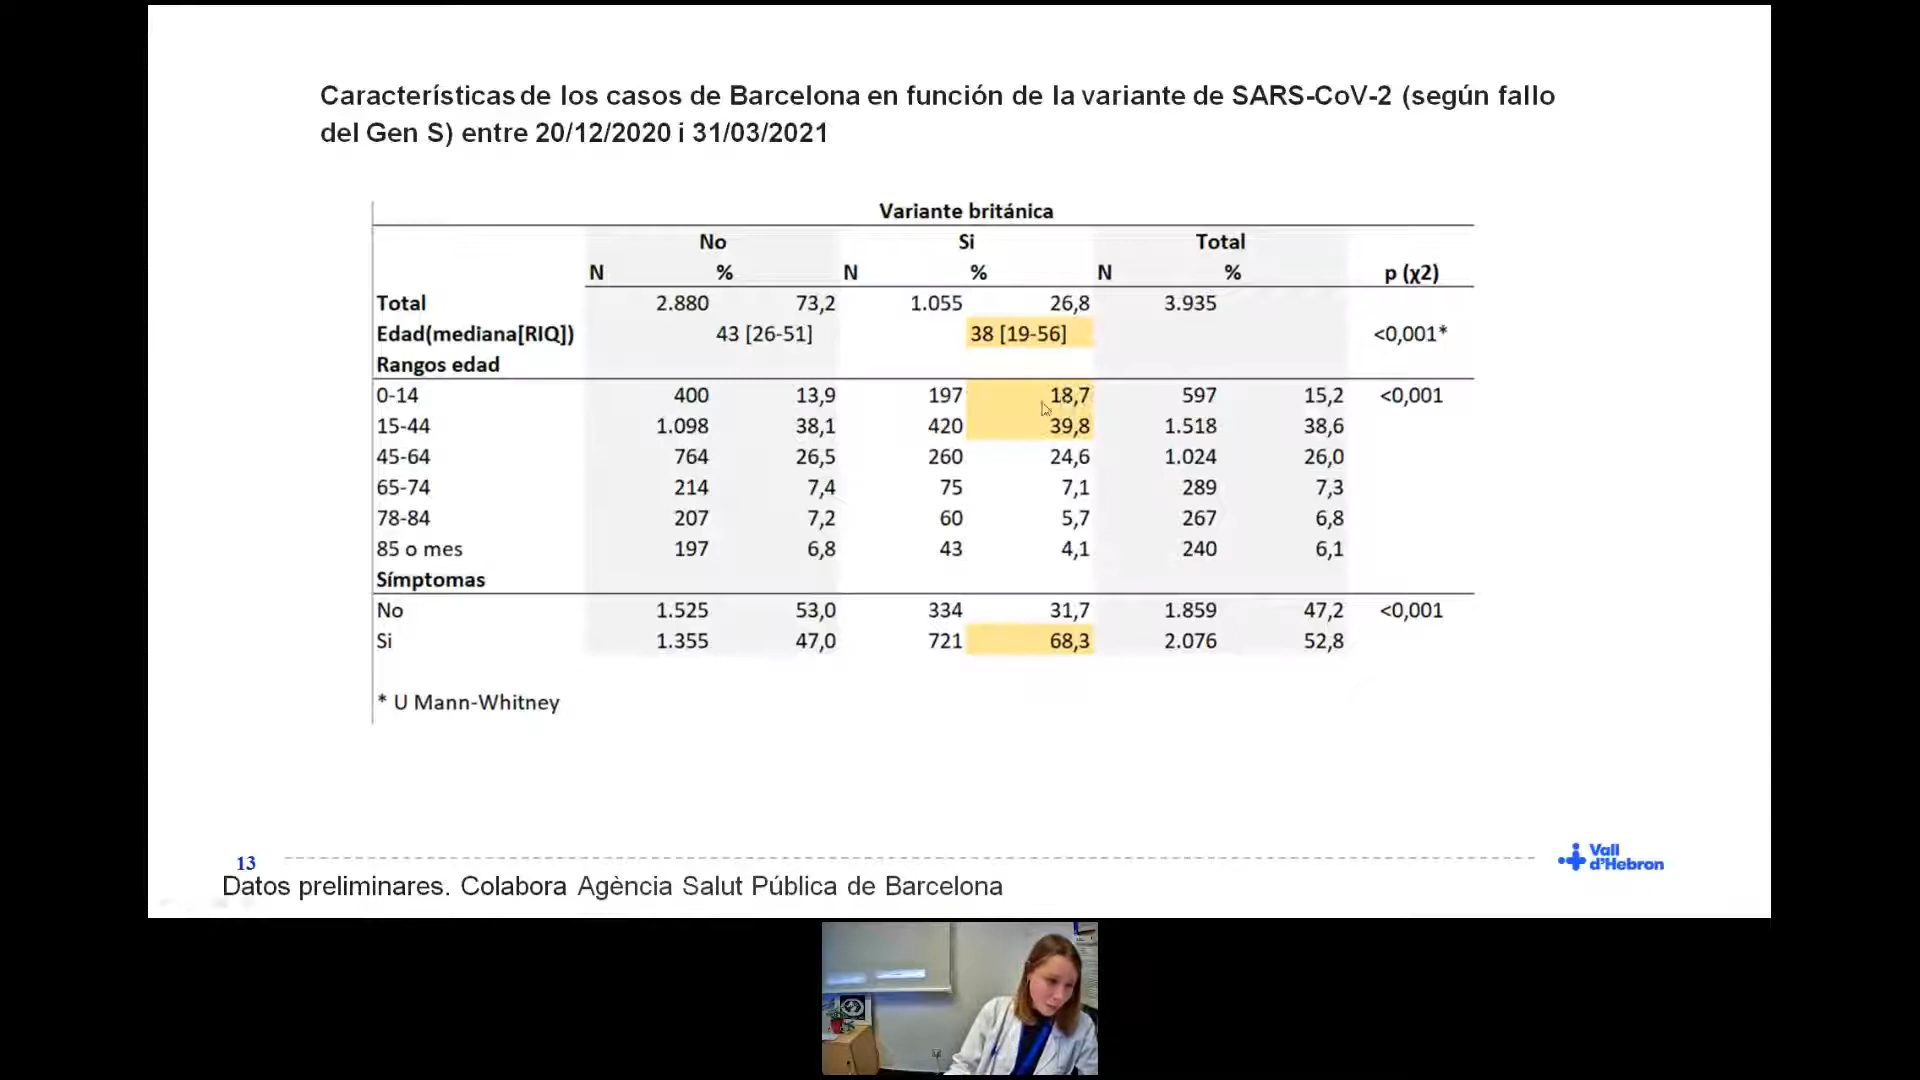 Características de los casos de Barcelona en función de la variante de SARS-CoV-2 (según fallo
del Gen S) entre 20/12/2020 i 31/03/2021
Variante británica
No Si Total
N % N % N % p (χ2)
Total 2.880 73,2 1.055 26,8 3.935
Edad(mediana[RIQ]) 43 [26-51] 38 [19-56] <0,001*
Rangos edad
0-14 400 13,9 197 18,7 597 15,2 <0,001
15-44 1.098 38,1 420 39,8 1.518 38,6
45-64 764 26,5 260 24,6 1.024 26,0
65-74 214 7,4 75 7,1 289 7,3
78-84 207 7,2 60 5,7 267 6,8
85 o mes 197 6,8 43 4,1 240 6,1
Símptomas
No 1.525 53,0 334 31,7 1.859 47,2 <0,001
Si 1.355 47,0 721 68,3 2.076 52,8
* U Mann-Whitney
13
Vall
d'Hebron
Datos preliminares. Colabora Agència Salut Pública de Barcelona